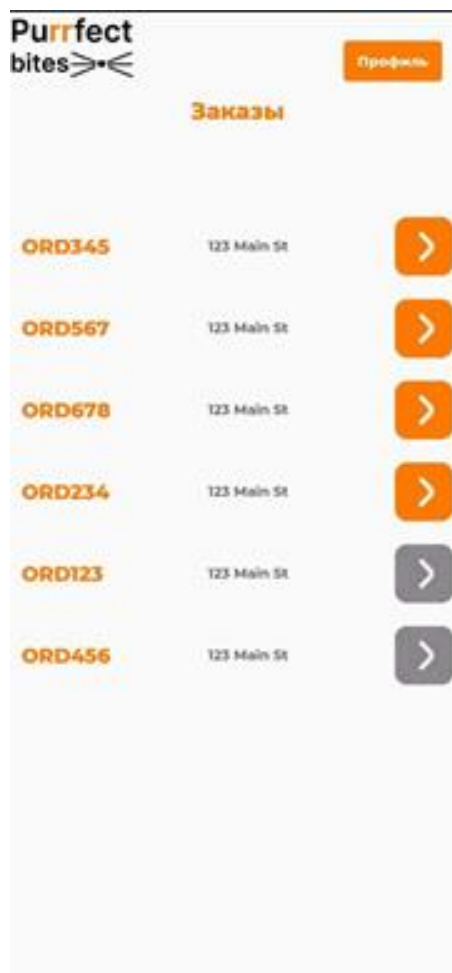 Purrfect
bites
Профиль
Заказы
ORD345 123 Main St
ORD567 123 Main St
ORD678 123 Main St
ORD234 123 Main St
ORD123 123 Main St
ORD456 123 Main St